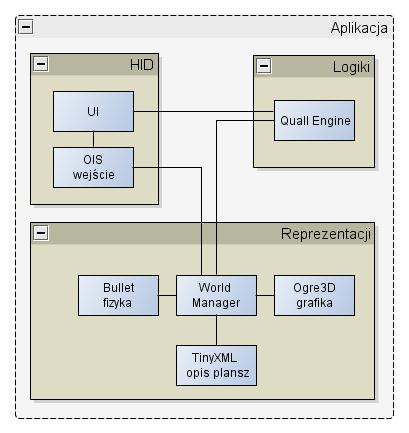 Aplikacja
HID
Logiki
UI
Quall Engine
OIS
wejście
Reprezentacji
Bullet
fizyka
World
Manager
Ogre3D
grafika
TinyXML
opis plansz